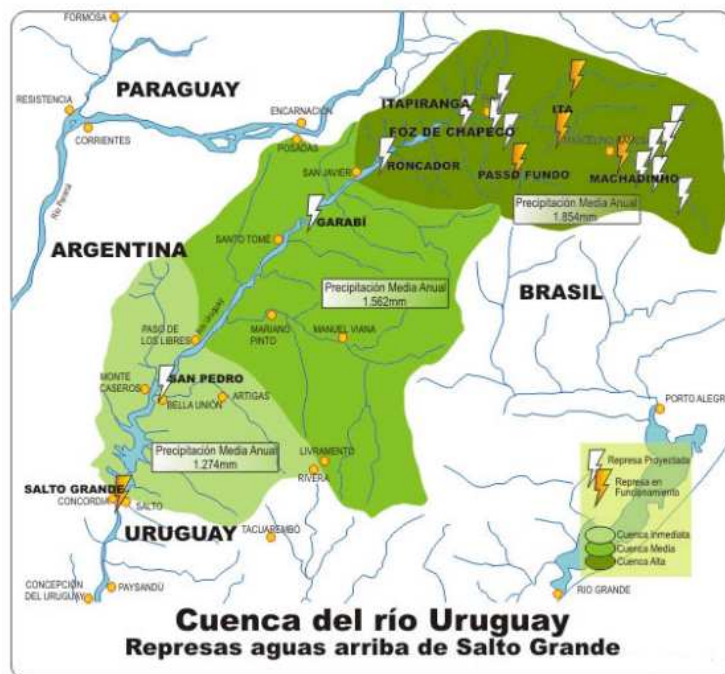 FORMOSA
PARAGUAY
RESISTENCIA
CORRIENTES
ENCARNACIÓN
POSADAS
Río Paraná
SAN JAVIER
ITAPIRANGA
FOZ DE CHAPECO
RONCADOR
ITA
PASSO FUNDO
MACHADINHO
Precipitación Media Anual
1.854mm
GARABÍ
SANTO TOMÉ
ARGENTINA
BRASIL
Precipitación Media Anual
1.562mm
Río Uruguay
PASO DE
LOS LIBRES
MARIANO
PINTO
MANUEL VIANA
SAN PEDRO
MONTE
CASEROS
BELLA UNIÓN
ARTIGAS
PORTO ALEGR
Precipitación Media Anual
1.274mm
LIVRAMENTO
RIVERA
SALTO GRANDE
CONCORDIA
SALTO
URUGUAY
TACUAREMBÓ
CONCEPCIÓN
DEL URUGUAY
PAYSANDÚ
RIO GRANDE
Represa Proyectada
Represa en
Funcionamiento
Cuenca Inmediata
Cuenca Media
Cuenca Alta
Cuenca del río Uruguay
Represas aguas arriba de Salto Grande